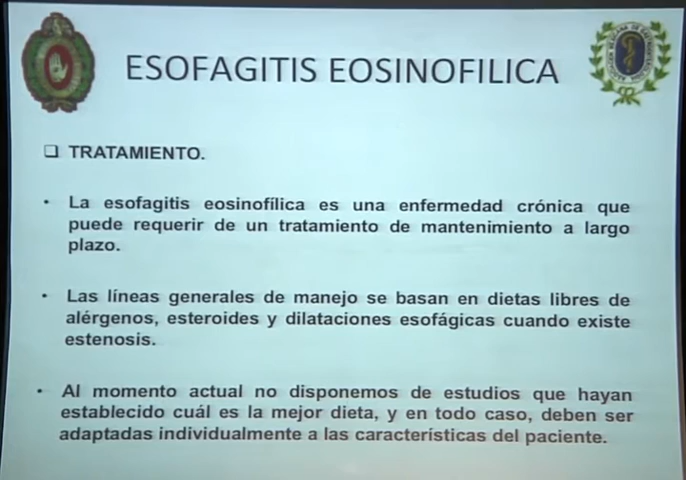 ESOFAGITIS EOSINOFILICA
❑ TRATAMIENTO.
• La esofagitis eosinofílica es una enfermedad crónica que
puede requerir de un tratamiento de mantenimiento a largo
plazo.
• Las líneas generales de manejo se basan en dietas libres de
alérgenos, esteroides y dilataciones esofágicas cuando existe
estenosis.
• Al momento actual no disponemos de estudios que hayan
establecido cuál es la mejor dieta, y en todo caso, deben ser
adaptadas individualmente a las características del paciente.